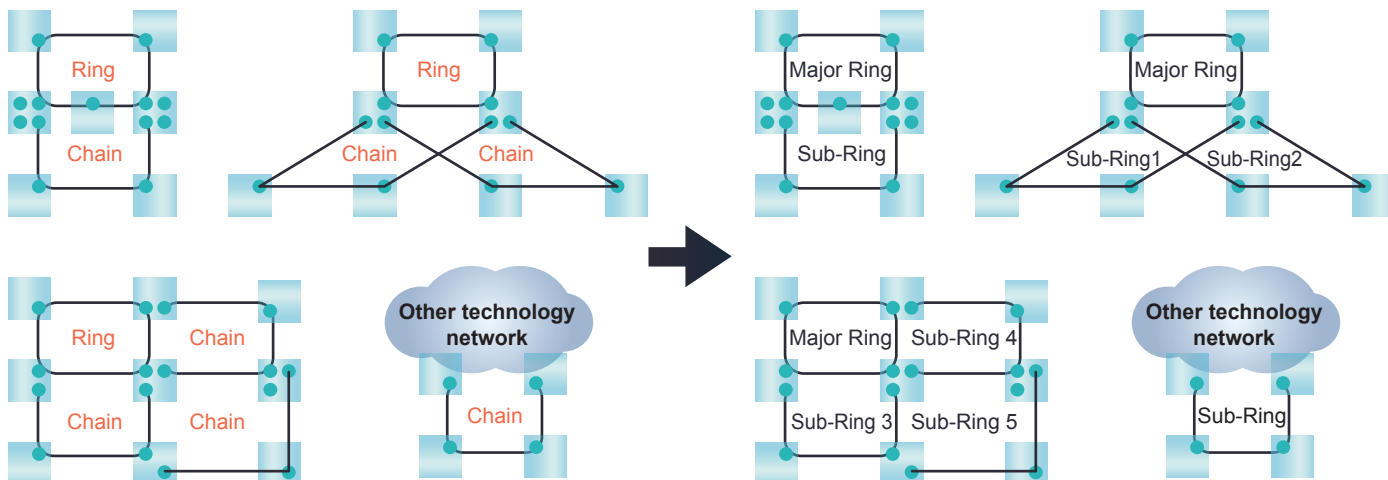 Ring
Chain
Ring
Chain
Chain
Major Ring
Sub-Ring
Major Ring
Sub-Ring1
Sub-Ring2
Ring
Chain
Chain
Chain
Other technology
network
Chain
Major Ring
Sub-Ring 4
Sub-Ring 3
Sub-Ring 5
Other technology
network
Sub-Ring